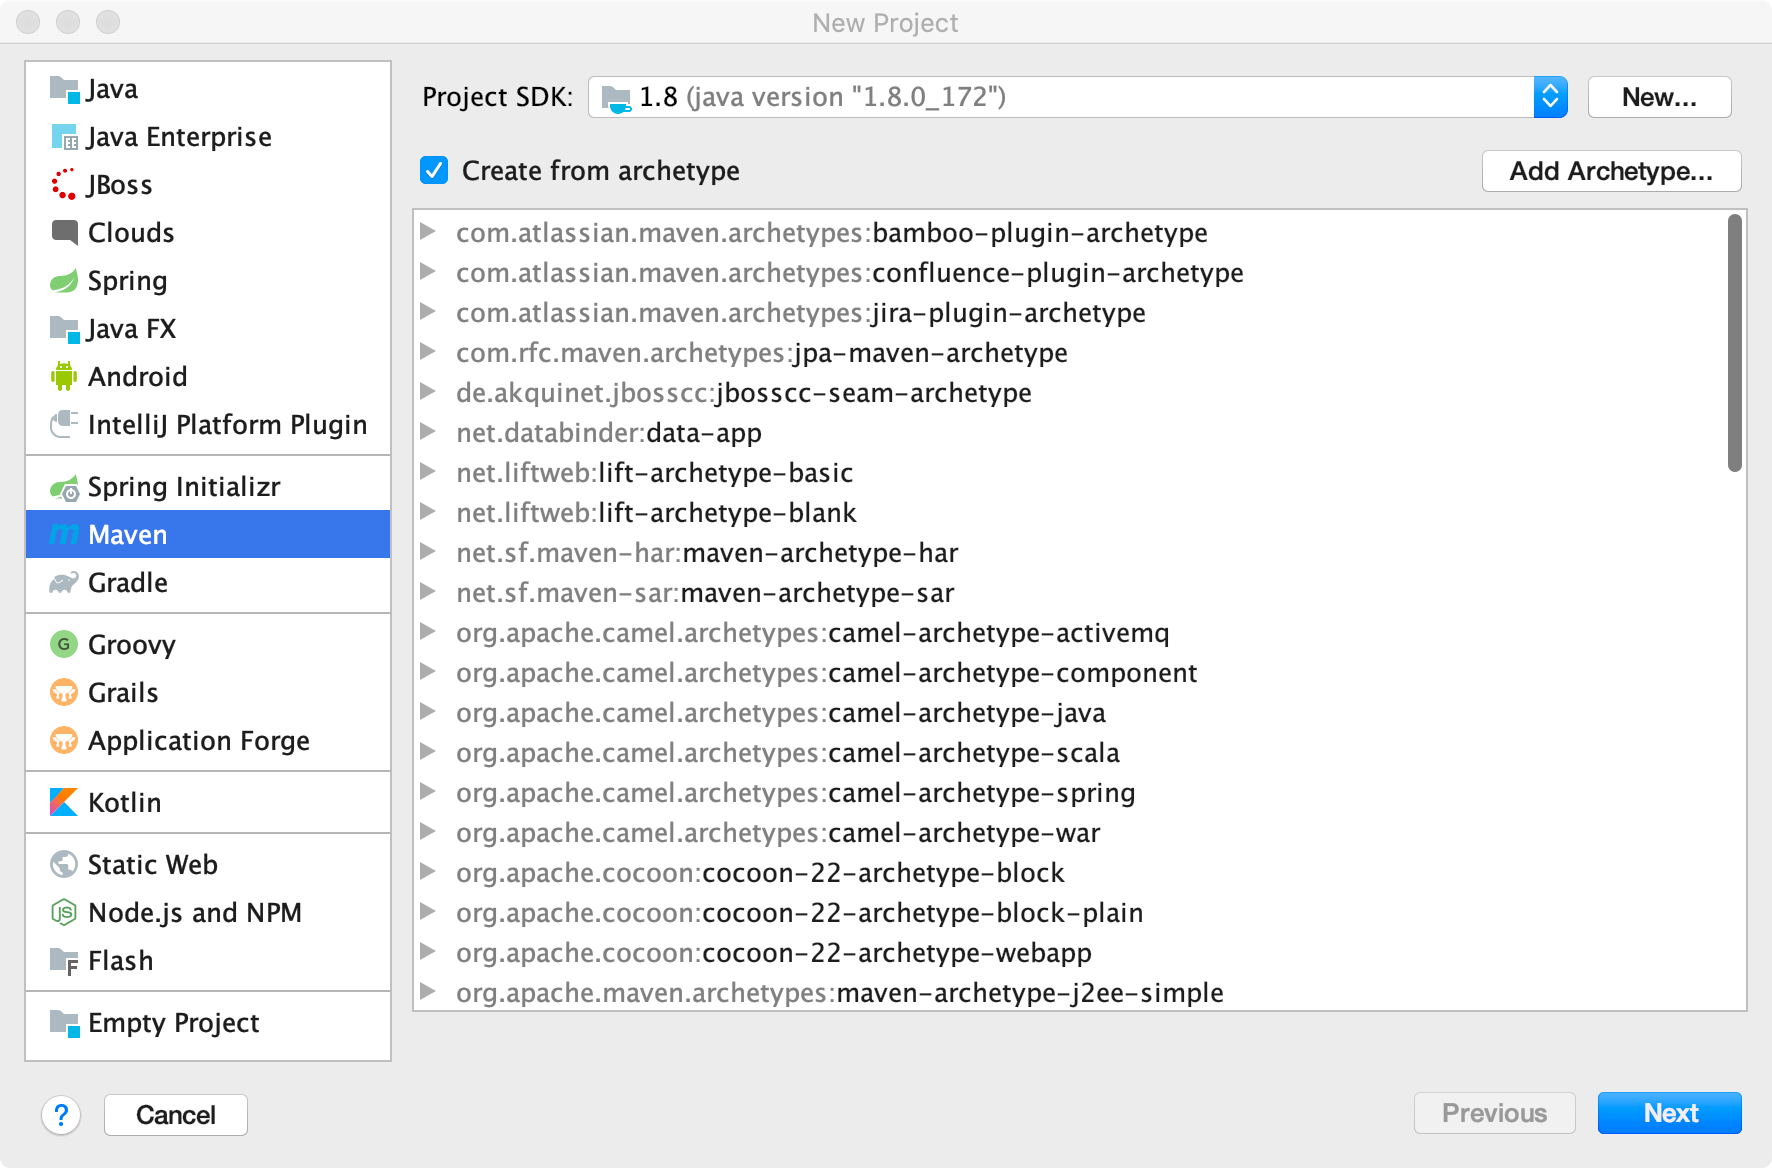 New Project
Java
Java Enterprise
JBoss
Clouds
Spring
Java FX
Android
IntelliJ Platform Plugin
Spring Initializr
Maven
Gradle
Groovy
Grails
Application Forge
Kotlin
Static Web
Node.js and NPM
Flash
Empty Project
Project SDK: 1.8 (java version "1.8.0_172") New...
Create from archetype Add Archetype...
com.atlassian.maven.archetypes:bamboo-plugin-archetype
com.atlassian.maven.archetypes:confluence-plugin-archetype
com.atlassian.maven.archetypes:jira-plugin-archetype
com.rfc.maven.archetypes:jpa-maven-archetype
de.akquinet.jbosscc:jbosscc-seam-archetype
net.databinder:data-app
net.liftweb:lift-archetype-basic
net.liftweb:lift-archetype-blank
net.sf.maven-har:maven-archetype-har
net.sf.maven-sar:maven-archetype-sar
org.apache.camel.archetypes:camel-archetype-activemq
org.apache.camel.archetypes:camel-archetype-component
org.apache.camel.archetypes:camel-archetype-java
org.apache.camel.archetypes:camel-archetype-scala
org.apache.camel.archetypes:camel-archetype-spring
org.apache.camel.archetypes:camel-archetype-war
org.apache.cocoon:cocoon-22-archetype-block
org.apache.cocoon:cocoon-22-archetype-block-plain
org.apache.cocoon:cocoon-22-archetype-webapp
org.apache.maven.archetypes:maven-archetype-j2ee-simple
? Cancel Previous Next